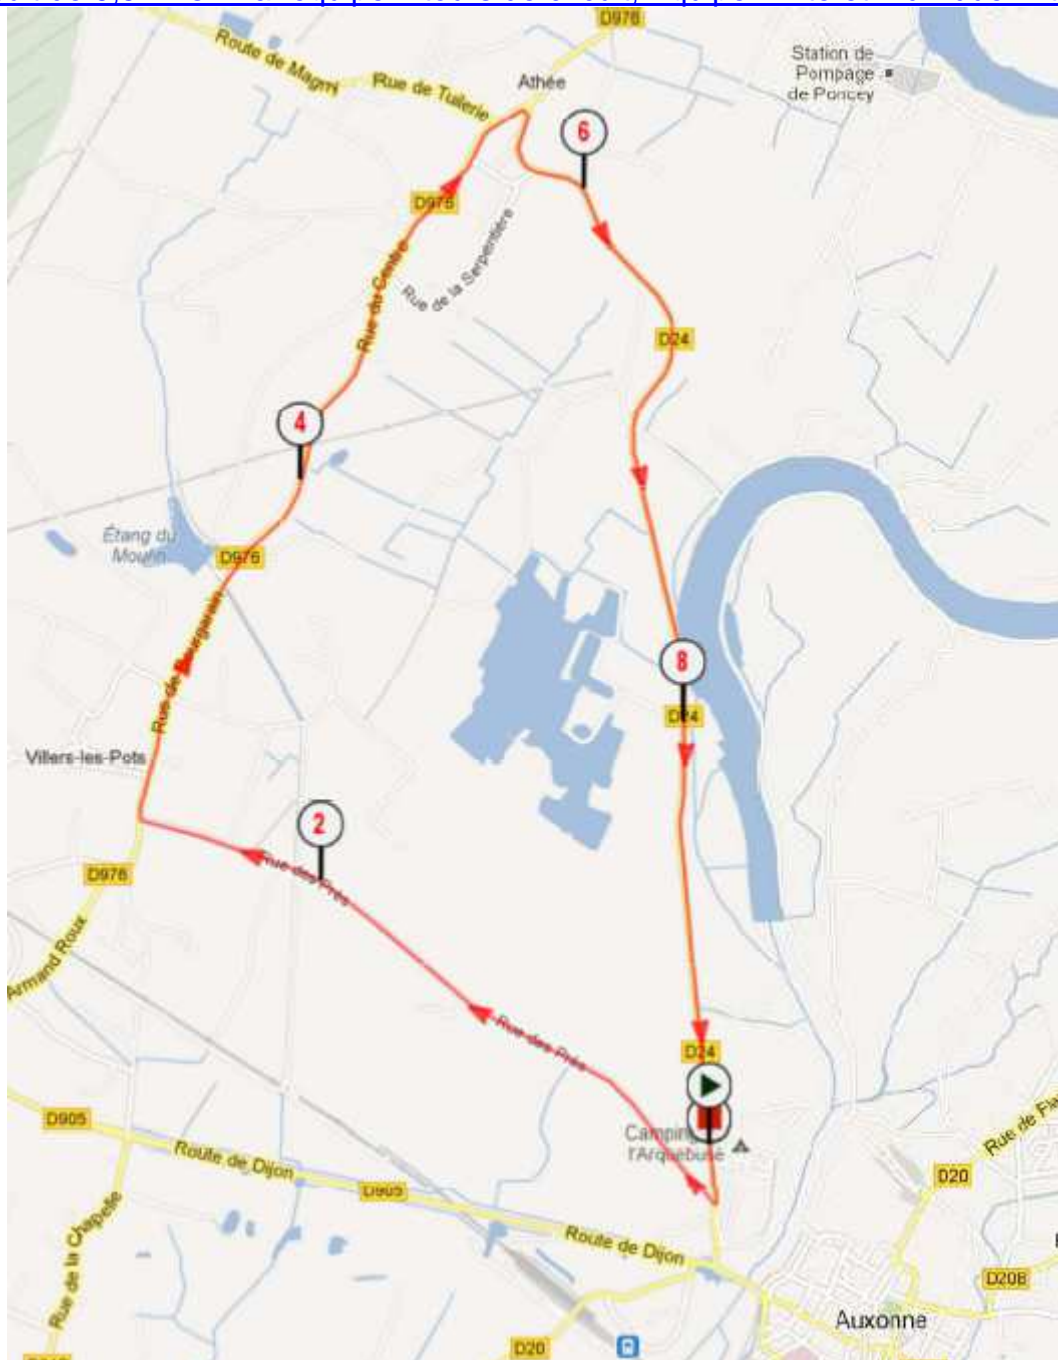 D976
Route de Magni
Rue de Tuilerie
Athée
Station de
Pompage
de Poncey
6
D976
Rue de la Serpentière
Rue du Centre
D24
4
Étang du
Moulin
D976
8
D24
Villers-les-Pots
2
Rue des Prés
D976
Armand Roux
Rue des Prés
D24
Camping
l'Arquebuse
D905
Route de Dijon
D905
Rue de la Chapelle
Route de Dijon
Rue de Fla
D20
D208
Auxonne
D20